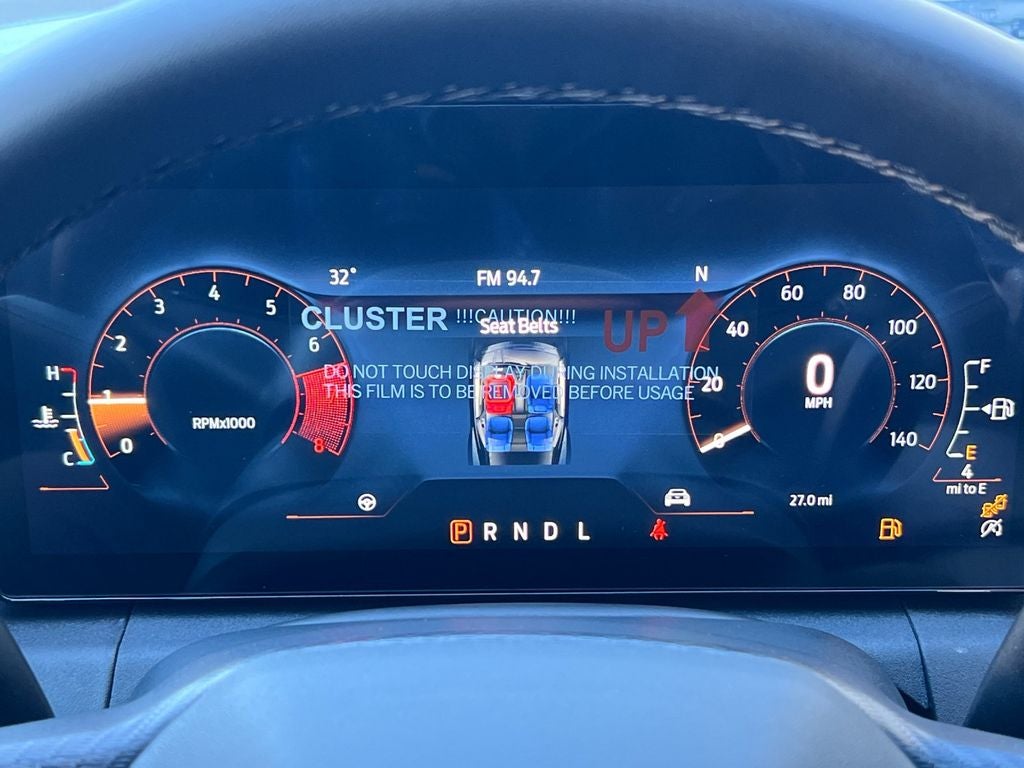 32° FM 94.7 N
CLUSTER !!!CAUTION!!! UP
Seat Belts
DO NOT TOUCH DISPLAY DURING INSTALLATION
THIS FILM IS TO BE REMOVED BEFORE USAGE
0 1 2 3 4 5 6 8
RPMx1000
H
C
0 20 40 60 80 100 120 140
0
MPH
F
E
4
mi to E
27.0 mi
P R N D L